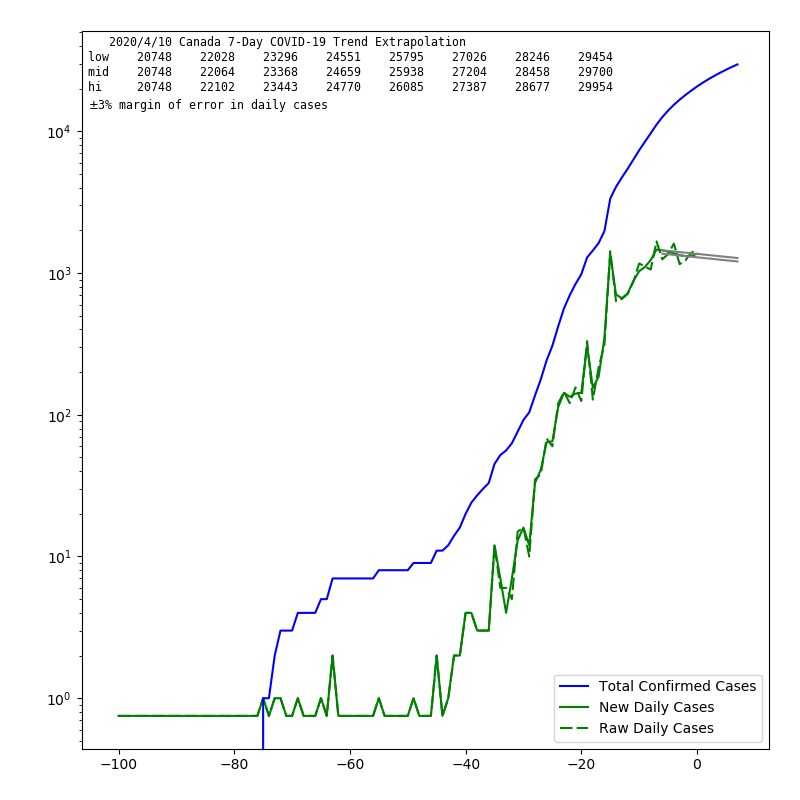 2020/4/10 Canada 7-Day COVID-19 Trend Extrapolation
low 20748 22028 23296 24551 25795 27026 28246 29454
mid 20748 22064 23368 24659 25938 27204 28458 29700
hi 20748 22102 23443 24770 26085 27387 28677 29954
±3% margin of error in daily cases
10^4
10^3
10^2
10^1
10^0
Total Confirmed Cases
New Daily Cases
Raw Daily Cases
−100 −80 −60 −40 −20 0